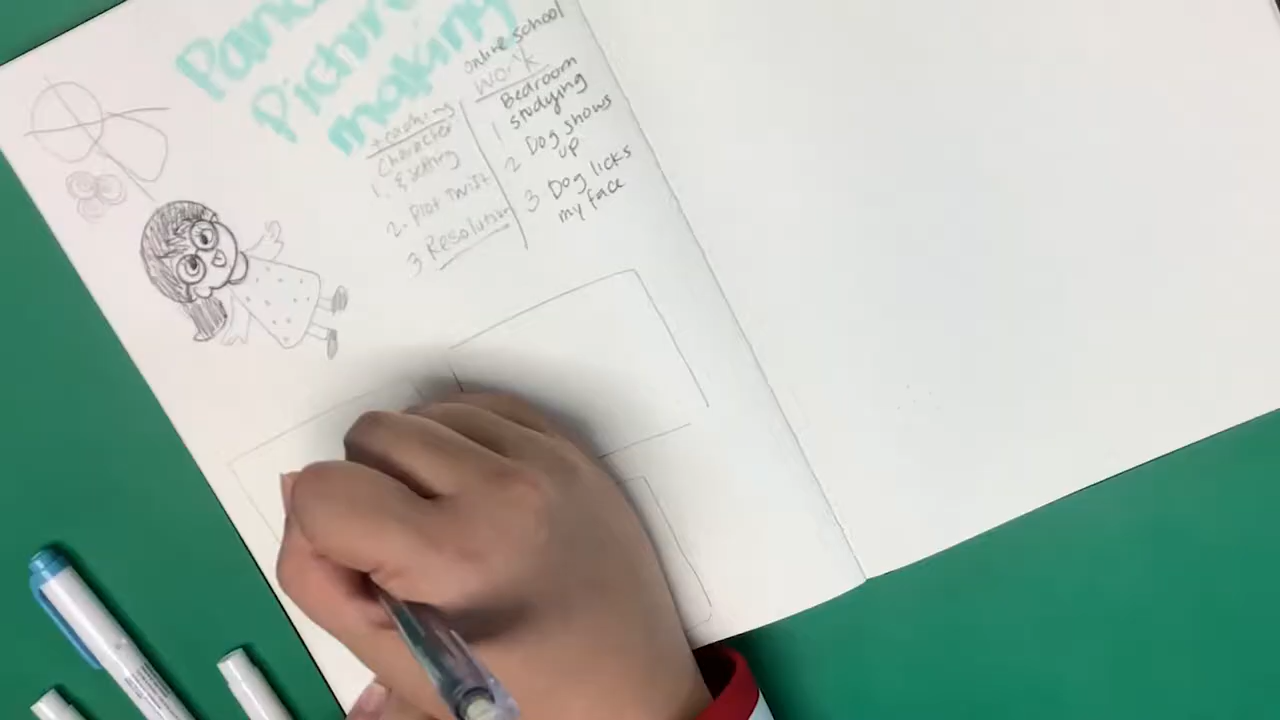 Picture
making
teaching
Character
1. & setting
2. Plot twist
3 Resolution
online school
work
1 Bedroom
studying
2 Dog shows
up
3 Dog licks
my face